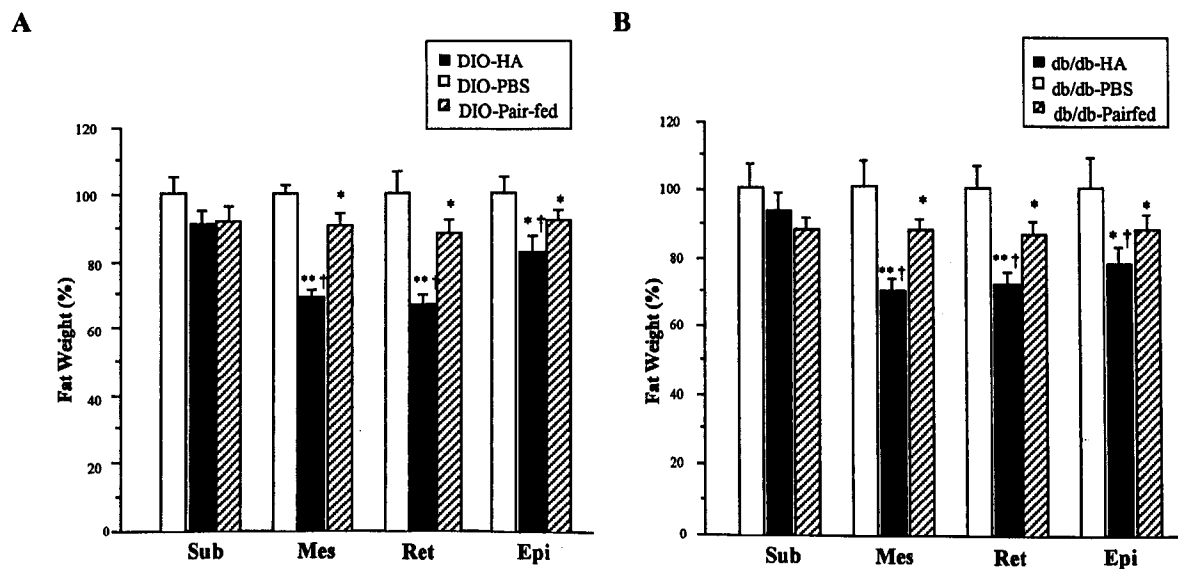 A
DIO-HA
DIO-PBS
DIO-Pair-fed
Fat Weight (%)
120
100
80
60
40
20
0
*
*
*
* †
** †
** †
Sub Mes Ret Epi
B
db/db-HA
db/db-PBS
db/db-Pairfed
Fat Weight (%)
120
100
80
60
40
20
0
*
*
*
* †
** †
** †
Sub Mes Ret Epi